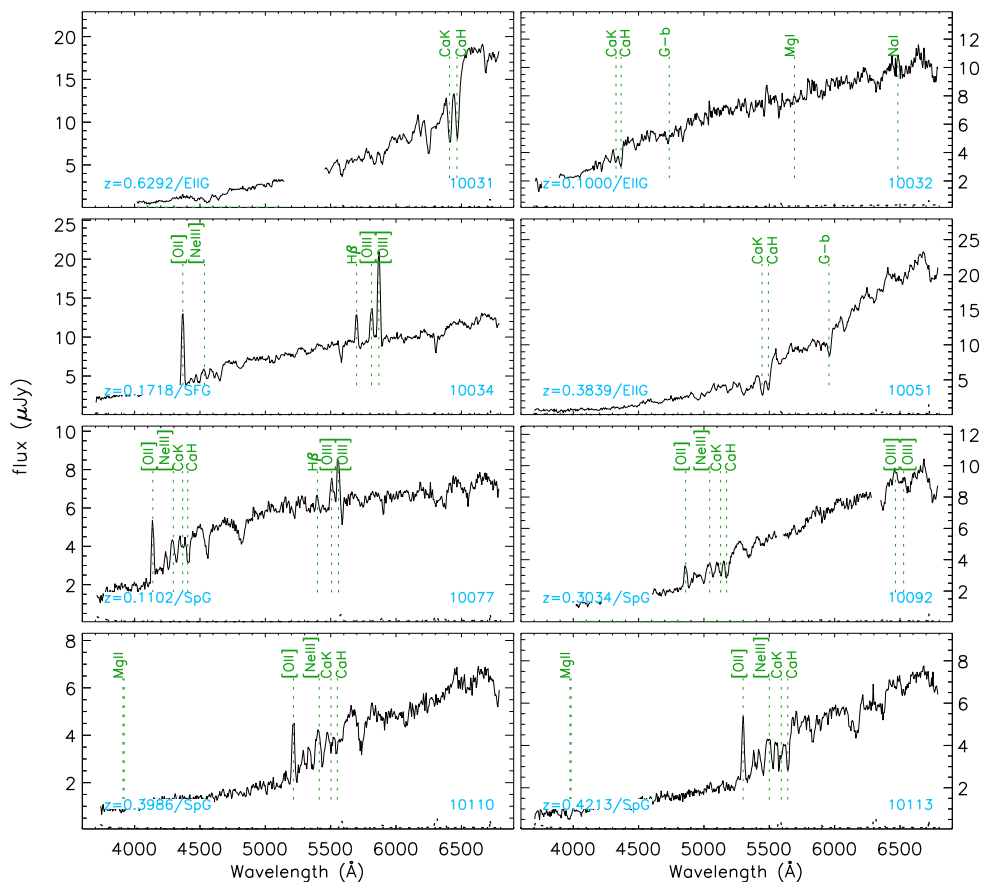 20
15
10
5
CaK
CaH
z=0.6292/EllG
10031
12
10
8
6
4
2
CaK
CaH
G-b
MgI
NaI
z=0.1000/EllG
10032
25
20
15
10
5
[OII]
[NeIII]
Hβ
[OIII]
[OIII]
z=0.1718/SFG
10034
25
20
15
10
5
CaK
CaH
G-b
z=0.3839/EllG
10051
10
8
6
4
2
[OII]
[NeIII]
CaK
CaH
Hβ
[OIII]
[OIII]
z=0.1102/SpG
10077
12
10
8
6
4
2
[OII]
[NeIII]
CaK
CaH
[OIII]
[OIII]
z=0.3034/SpG
10092
8
6
4
2
MgII
[OII]
[NeIII]
CaK
CaH
z=0.3986/SpG
10110
8
6
4
2
MgII
[OII]
[NeIII]
CaK
CaH
z=0.4213/SpG
10113
flux (μJy)
4000 4500 5000 5500 6000 6500
4000 4500 5000 5500 6000 6500
Wavelength (Å)
Wavelength (Å)